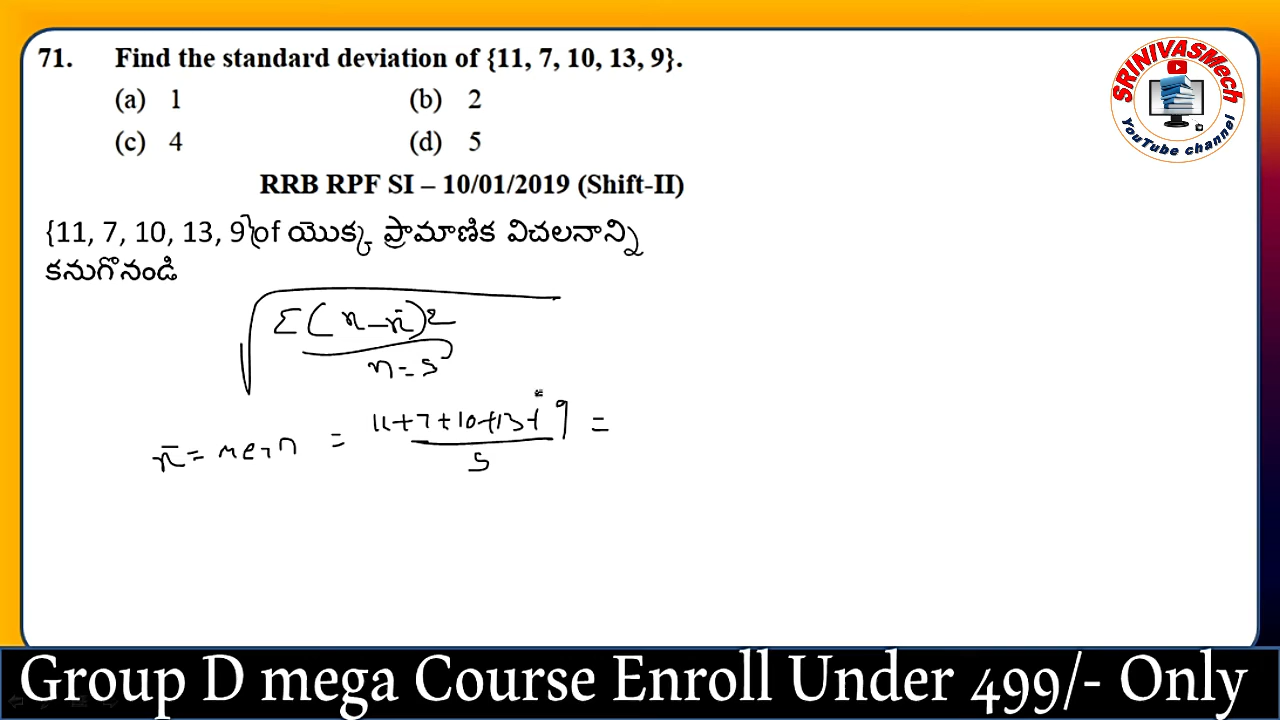 71. Find the standard deviation of {11, 7, 10, 13, 9}.
(a) 1 (b) 2
(c) 4 (d) 5
RRB RPF SI – 10/01/2019 (Shift-II)
{11, 7, 10, 13, 9}of యొక్క ప్రామాణిక విచలనాన్ని
కనుగొనండి
√Σ(x-x̄)2
n=5
x̄ = mean = 11+7+10+13+9 =
5
SRINIVASMech
YouTube channel
Group D mega Course Enroll Under 499/- Only